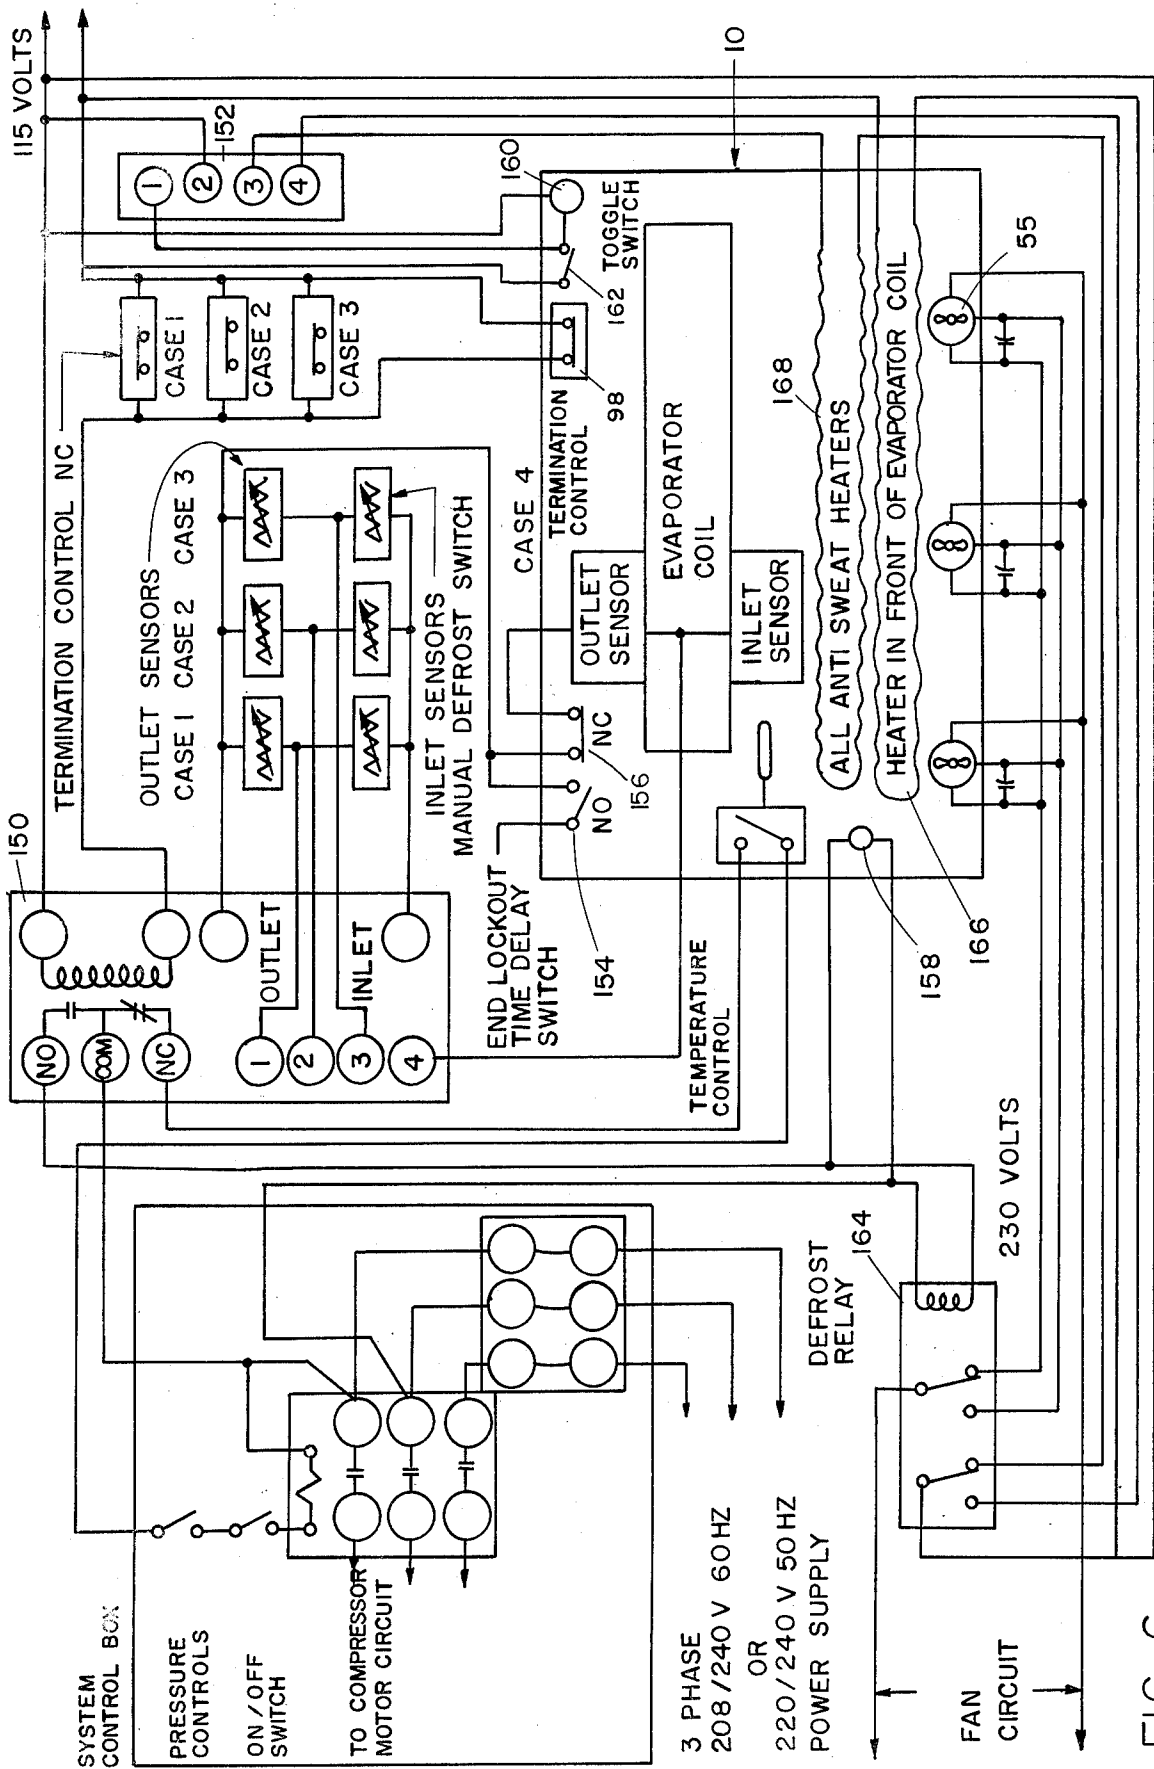 115 VOLTS
TERMINATION CONTROL NC
150
152
1
2
3
4
10
CASE 1
CASE 2
CASE 3
OUTLET SENSORS
CASE 1 CASE 2 CASE 3
INLET SENSORS
MANUAL DEFROST SWITCH
NO
COM
NC
OUTLET
1
2
3
4
INLET
END LOCKOUT
TIME DELAY
SWITCH
154
NO
NC
156
CASE 4
TERMINATION
CONTROL
98
162
160
TOGGLE
SWITCH
OUTLET
SENSOR
EVAPORATOR
COIL
INLET
SENSOR
168
ALL ANTI SWEAT HEATERS
HEATER IN FRONT OF EVAPORATOR COIL
55
166
158
TEMPERATURE
CONTROL
230 VOLTS
SYSTEM
CONTROL BOX
PRESSURE
CONTROLS
ON/OFF
SWITCH
TO COMPRESSOR
MOTOR CIRCUIT
3 PHASE
208/240 V 60 HZ
OR
220/240 V 50 HZ
POWER SUPPLY
DEFROST
RELAY
164
FAN
CIRCUIT